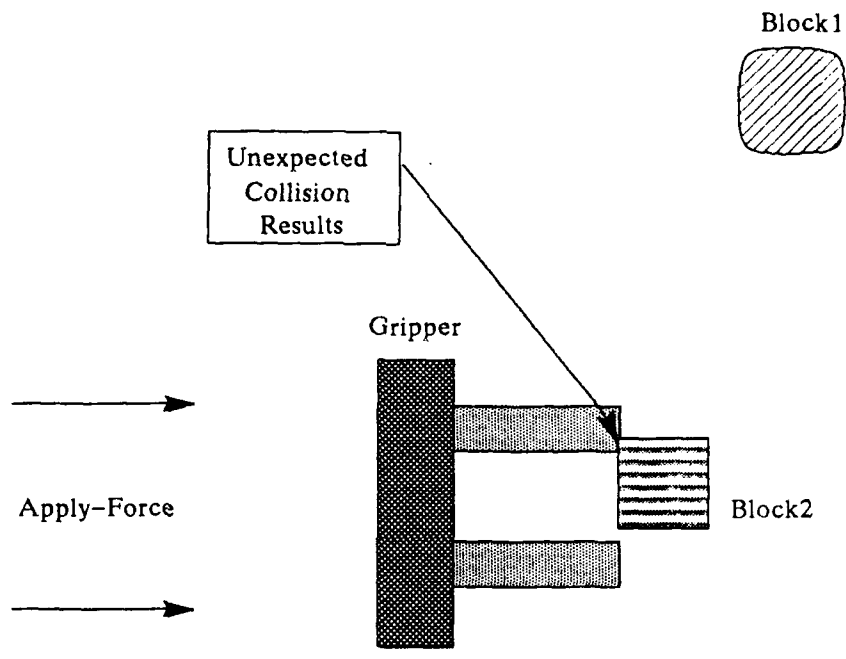 Block1
Unexpected
Collision
Results
Gripper
Apply-Force
Block2